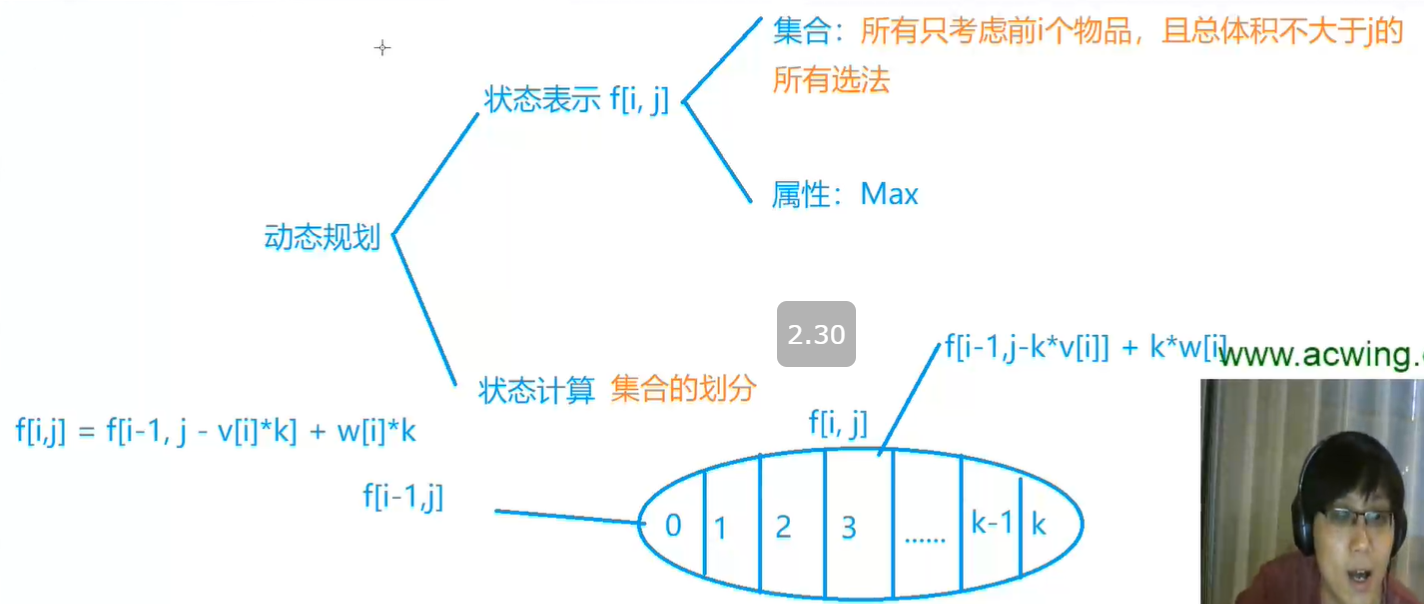 集合：所有只考虑前i个物品，且总体积不大于j的
所有选法
状态表示 f[i, j]
属性：Max
动态规划
2.30
f[i-1,j-k*v[i]] + k*w[i]
www.acwing.
状态计算 集合的划分
f[i,j] = f[i-1, j - v[i]*k] + w[i]*k
f[i, j]
f[i-1,j]
0 1 2 3 ...... k-1 k